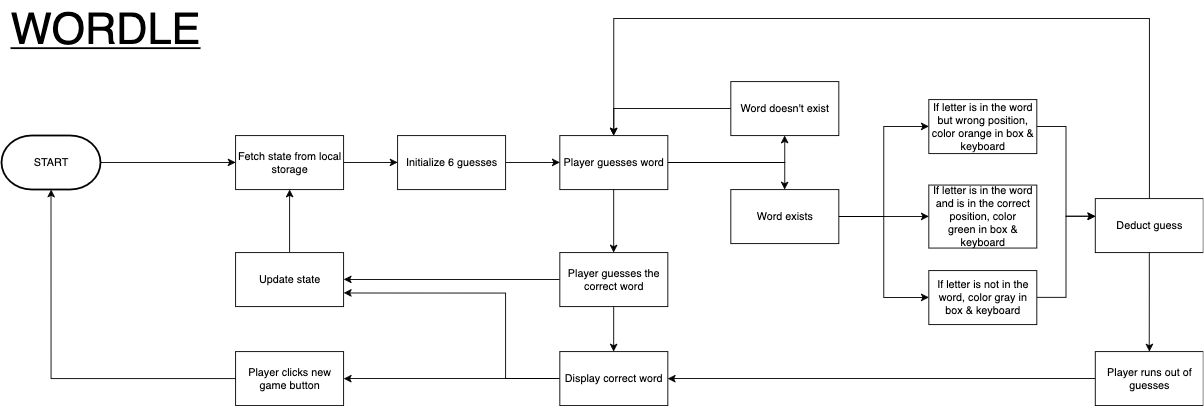 WORDLE
START
Fetch state from local
storage
Initialize 6 guesses
Player guesses word
Word doesn't exist
Word exists
If letter is in the word
but wrong position,
color orange in box &
keyboard
If letter is in the word
and is in the correct
position, color
green in box &
keyboard
If letter is not in the
word, color gray in
box & keyboard
Deduct guess
Update state
Player guesses the
correct word
Player clicks new
game button
Display correct word
Player runs out of
guesses